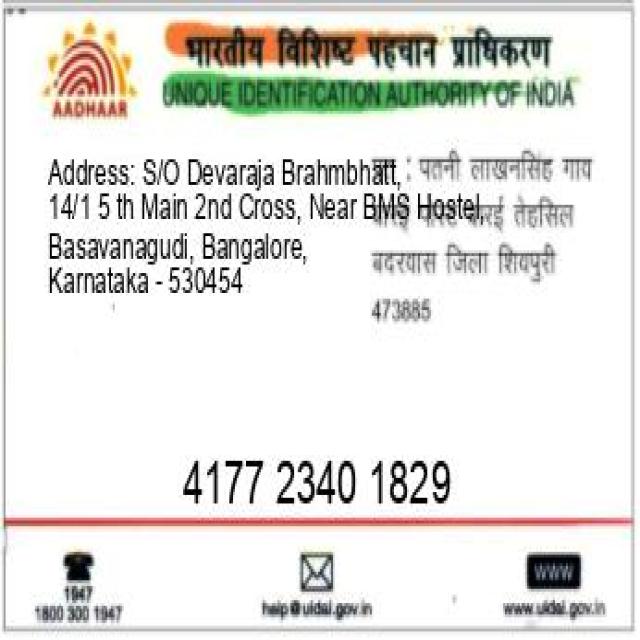 भारतीय विशिष्ट पहचान प्राधिकरण
AADHAAR
UNIQUE IDENTIFICATION AUTHORITY OF INDIA
Address: S/O Devaraja Brahmbhatt,
14/1 5 th Main 2nd Cross, Near BMS Hostel,
Basavanagudi, Bangalore,
Karnataka - 530454
: पतनी लाखनसिंह गाव
तेहसिल
बदरवास जिला शिवपुरी
473885
4177 2340 1829
1947
1800 300 1947
help@uidai.gov.in
WWW
www.uidai.gov.in